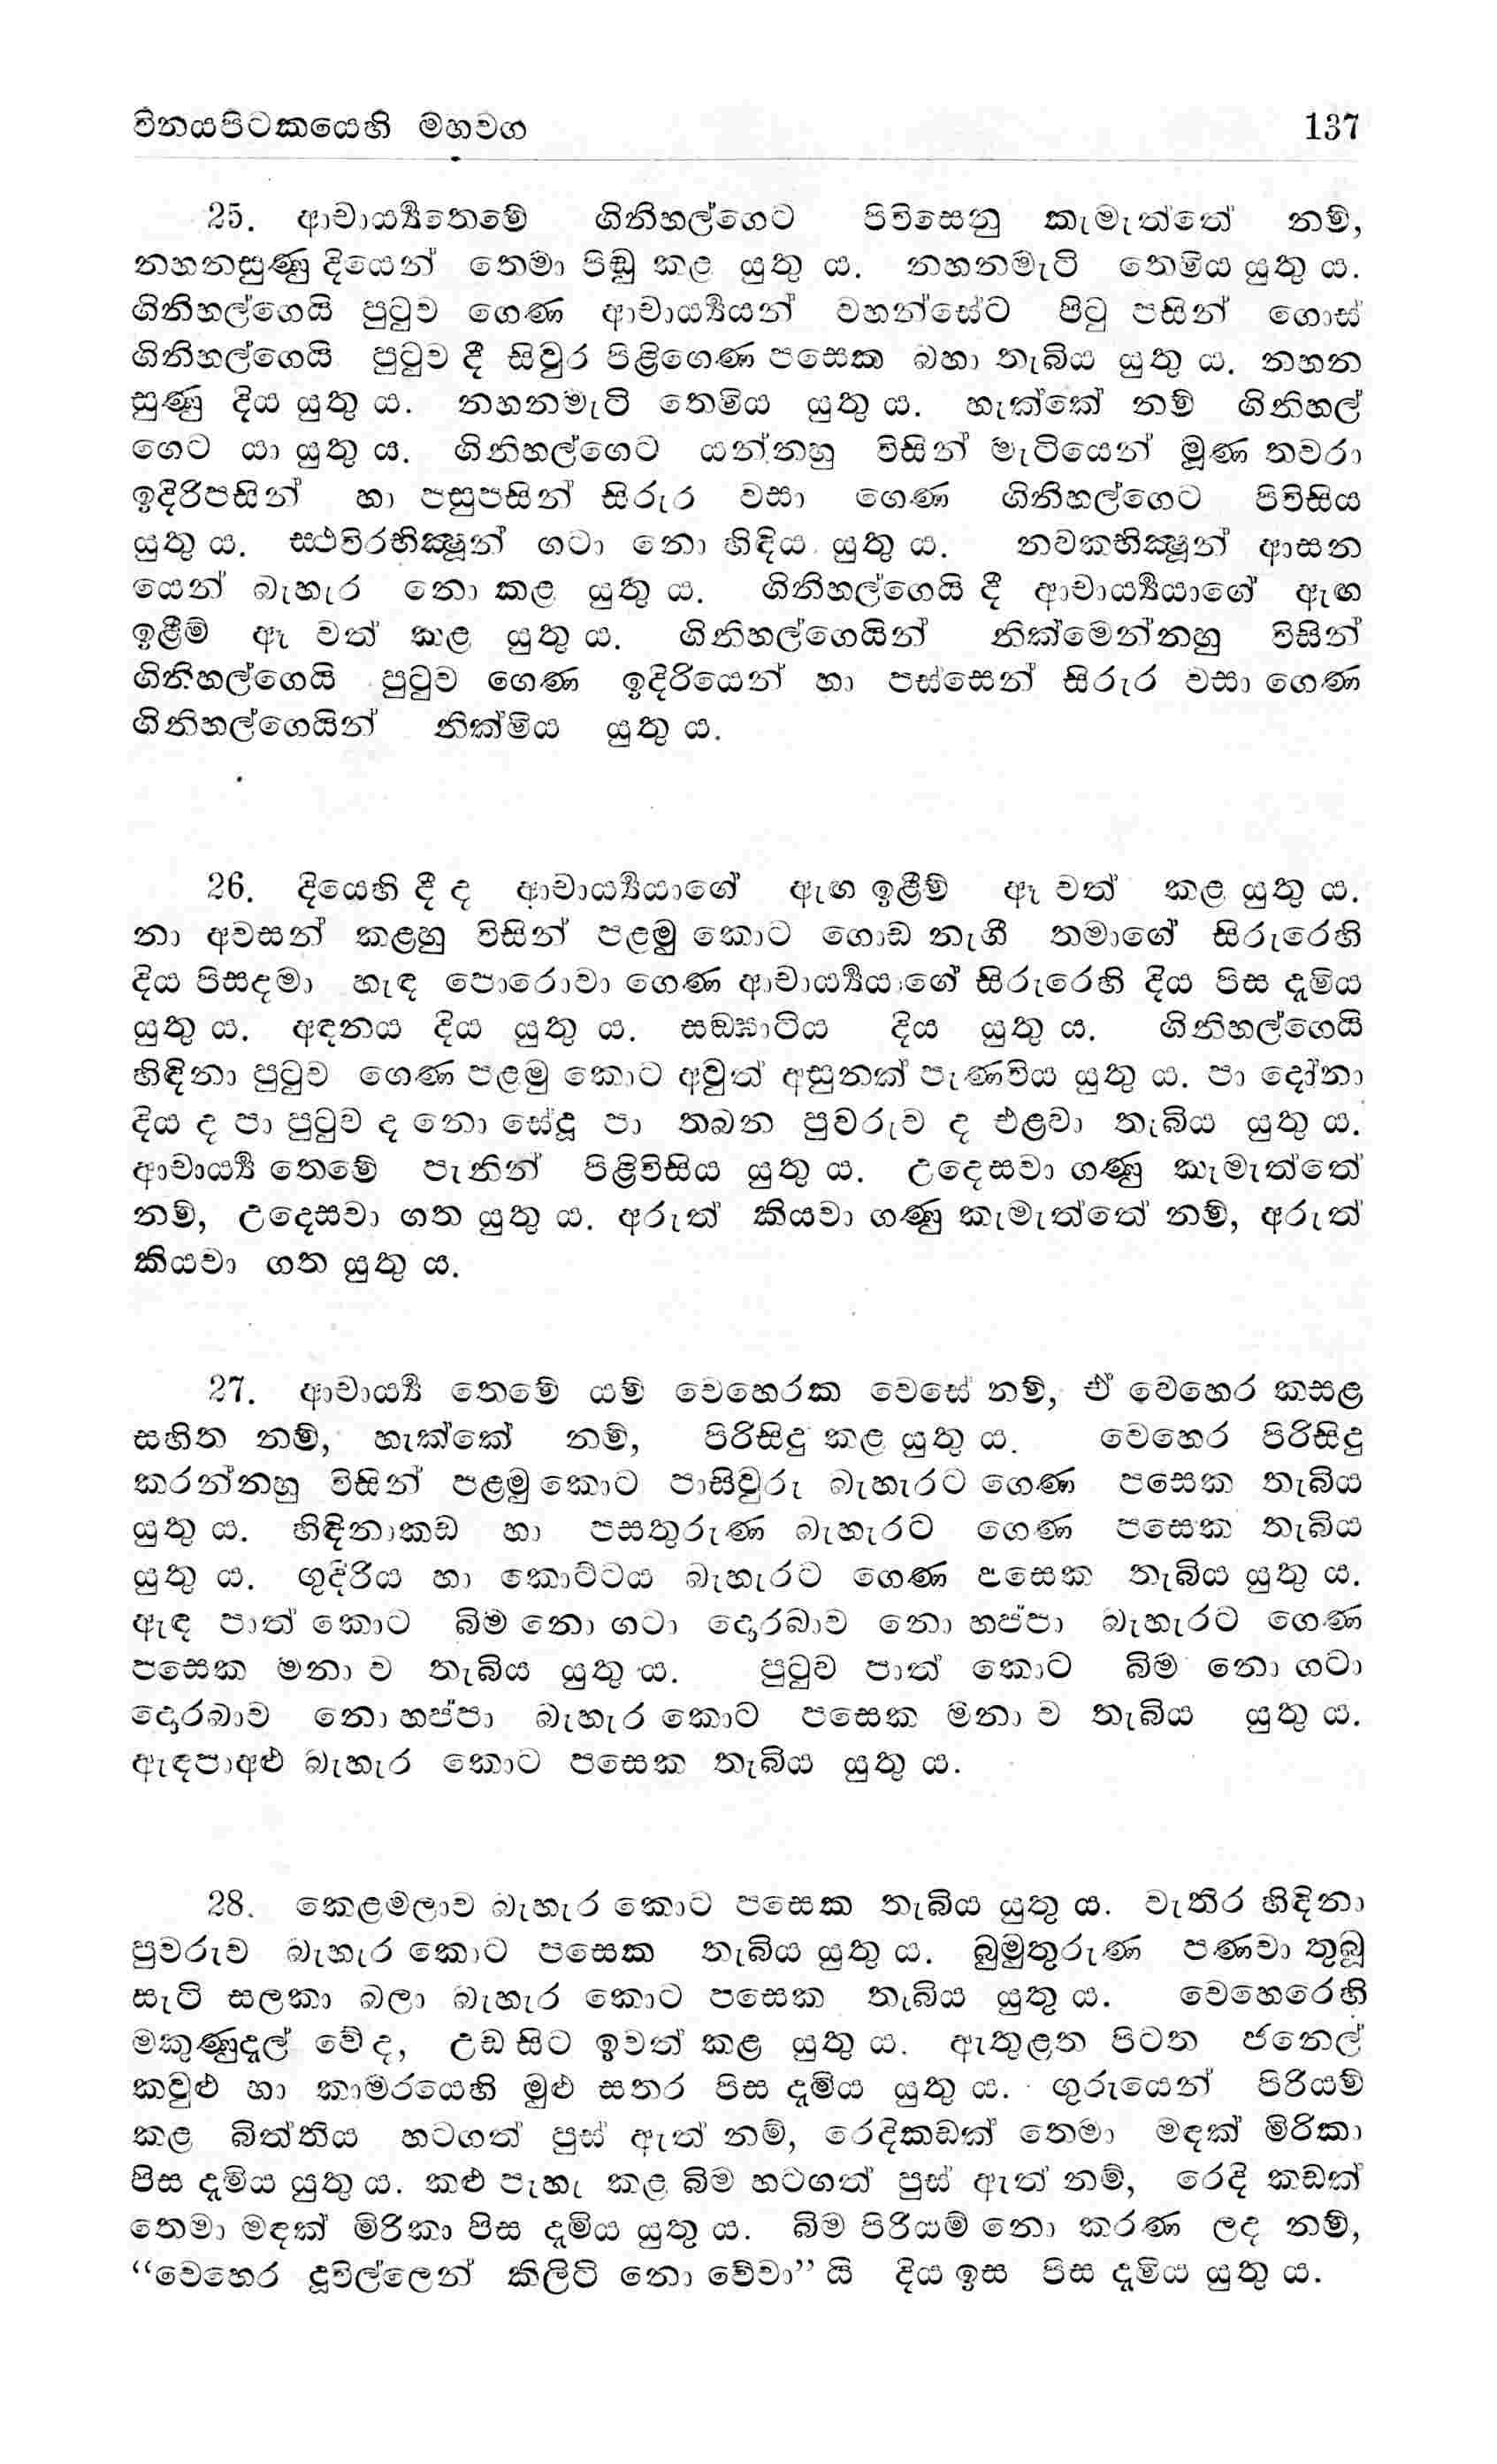 විනයපිටකයෙහි මහවග 137
25. ආචාර්‍ය්‍යතෙමේ ගිනිහල්ගෙට පිවිසෙනු කැමැත්තේ නම්,
නහනසුණු දියෙන් තෙමා පිඬු කළ යුතු ය. නහනමැටි තෙමිය යුතු ය.
ගිනිහල්ගෙයි පුටුව ගෙණ ආචාර්‍ය්‍යයන් වහන්සේට පිටු පසින් ගොස්
ගිනිහල්ගෙයි පුටුව දී සිවුර පිළිගෙණ පසෙක බහා තැබිය යුතු ය. නහන
සුණු දිය යුතු ය. නහනමැටි තෙමිය යුතු ය. හැක්කේ නම් ගිනිහල්
ගෙට යා යුතු ය. ගිනිහල්ගෙට යන්නහු විසින් මැටියෙන් මූණ තවරා
ඉදිරිපසින් හා පසුපසින් සිරුර වසා ගෙණ ගිනිහල්ගෙට පිවිසිය
යුතු ය. ස්ථවිරභික්‍ෂූන් ගටා නො හිඳිය යුතු ය. නවකභික්‍ෂූන් ආසන
යෙන් බැහැර නො කළ යුතු ය. ගිනිහල්ගෙයි දී ආචාර්‍ය්‍යයාගේ ඇඟ
ඉළීම් ඈ වත් කළ යුතු ය. ගිනිහල්ගෙයින් නික්මෙන්නහු විසින්
ගිනිහල්ගෙයි පුටුව ගෙණ ඉදිරියෙන් හා පස්සෙන් සිරුර වසා ගෙණ
ගිනිහල්ගෙයින් නික්මිය යුතු ය.
26. දියෙහි දී ද ආචාර්‍ය්‍යයාගේ ඇඟ ඉළීම් ඈ වත් කළ යුතු ය.
නා අවසන් කළහු විසින් පළමු කොට ගොඩ නැගී තමාගේ සිරුරෙහි
දිය පිසදමා හැඳ පොරොවා ගෙණ ආචාර්‍ය්‍යයාගේ සිරුරෙහි දිය පිස දැමිය
යුතු ය. අඳනය දිය යුතු ය. සඞ්ඝාටිය දිය යුතු ය. ගිනිහල්ගෙයි
හිඳිනා පුටුව ගෙණ පළමු කොට අවුත් අසුනක් පැණවිය යුතු ය. පා දෝනා
දිය ද පා පුටුව ද නො සේදූ පා තබන පුවරුව ද එළවා තැබිය යුතු ය.
ආචාර්‍ය්‍ය තෙමේ පැනින් පිළිවිසිය යුතු ය. උදෙසවා ගණු කැමැත්තේ
නම්, උදෙසවා ගත යුතු ය. අරුත් කියවා ගණු කැමැත්තේ නම්, අරුත්
කියවා ගත යුතු ය.
27. ආචාර්‍ය්‍ය තෙමේ යම් වෙහෙරක වෙසේ නම්, ඒ වෙහෙර කසළ
සහිත නම්, හැක්කේ නම්, පිරිසිදු කළ යුතු ය. වෙහෙර පිරිසිදු
කරන්නහු විසින් පළමු කොට පාසිවුරු බැහැරට ගෙණ පසෙක තැබිය
යුතු ය. හිඳිනාකඩ හා පසතුරුණ බැහැරට ගෙණ පසෙක තැබිය
යුතු ය. ගුදිරිය හා කොට්ටය බැහැරට ගෙණ පසෙක තැබිය යුතු ය.
ඇඳ පාත් කොට බිම නො ගටා දොරබාව නො හප්පා බැහැරට ගෙණ
පසෙක මනා ව තැබිය යුතු ය. පුටුව පාත් කොට බිම නො ගටා
දොරබාව නො හප්පා බැහැර කොට පසෙක මනා ව තැබිය යුතු ය.
ඇඳපාඅළු බැහැර කොට පසෙක තැබිය යුතු ය.
28. කෙළමලාව බැහැර කොට පසෙක තැබිය යුතු ය. වැතිර හිඳිනා
පුවරුව බැහැර කොට පසෙක තැබිය යුතු ය. බුමුතුරුණ පණවා තුබූ
සැටි සලකා බලා බැහැර කොට පසෙක තැබිය යුතු ය. වෙහෙරෙහි
මකුණුදැල් වේ ද, උඩ සිට ඉවත් කළ යුතු ය. ඇතුළත පිටත ජනෙල්
කවුළු හා කාමරයෙහි මුළු සතර පිස දැමිය යුතු ය. ගුරුයෙන් පිරියම්
කළ බිත්තිය හටගත් පුස් ඇත් නම්, රෙදිකඩක් තෙමා මඳක් මිරිකා
පිස දැමිය යුතු ය. කළු පැහැ කළ බිම හටගත් පුස් ඇත් නම්, රෙදි කඩක්
තෙමා මඳක් මිරිකා පිස දැමිය යුතු ය. බිම පිරියම් නො කරණ ලද නම්,
“වෙහෙර දූවිල්ලෙන් කිලිටි නො වේවා” යි දිය ඉස පිස දැමිය යුතු ය.